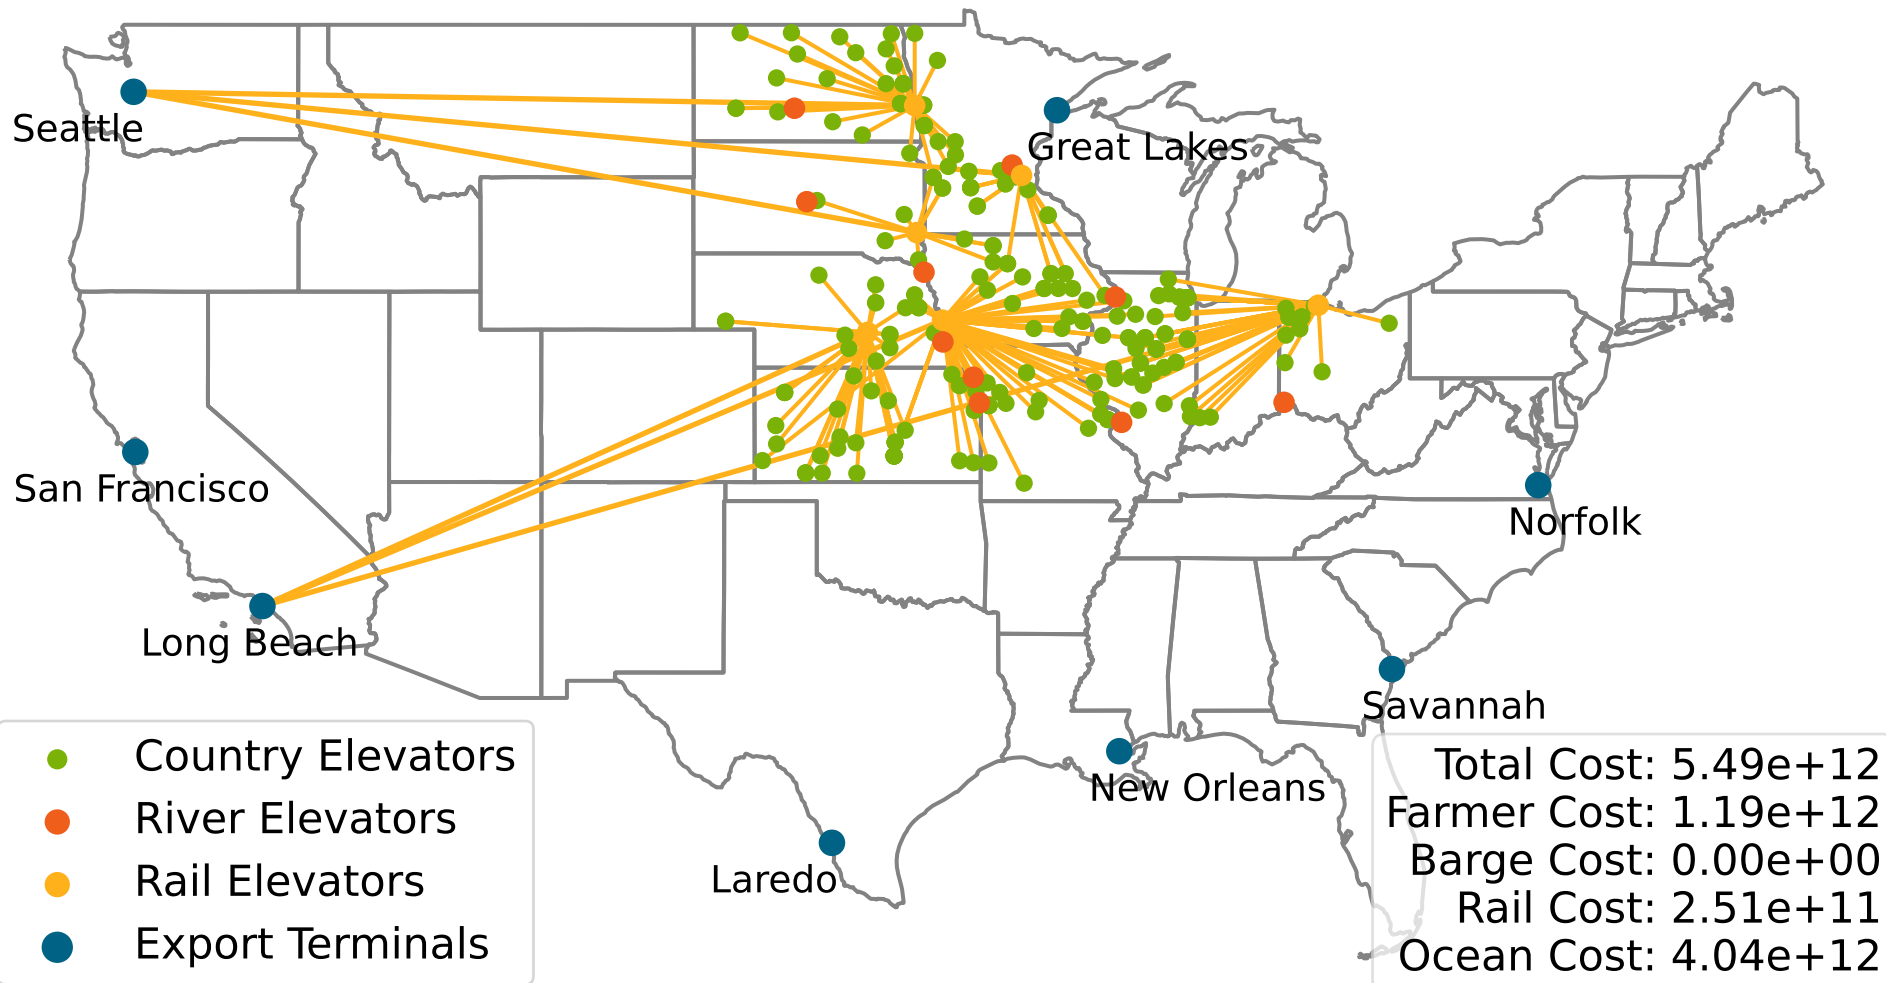 Seattle
Great Lakes
San Francisco
Norfolk
Long Beach
Savannah
New Orleans
Laredo
Country Elevators
River Elevators
Rail Elevators
Export Terminals
Total Cost: 5.49e+12
Farmer Cost: 1.19e+12
Barge Cost: 0.00e+00
Rail Cost: 2.51e+11
Ocean Cost: 4.04e+12